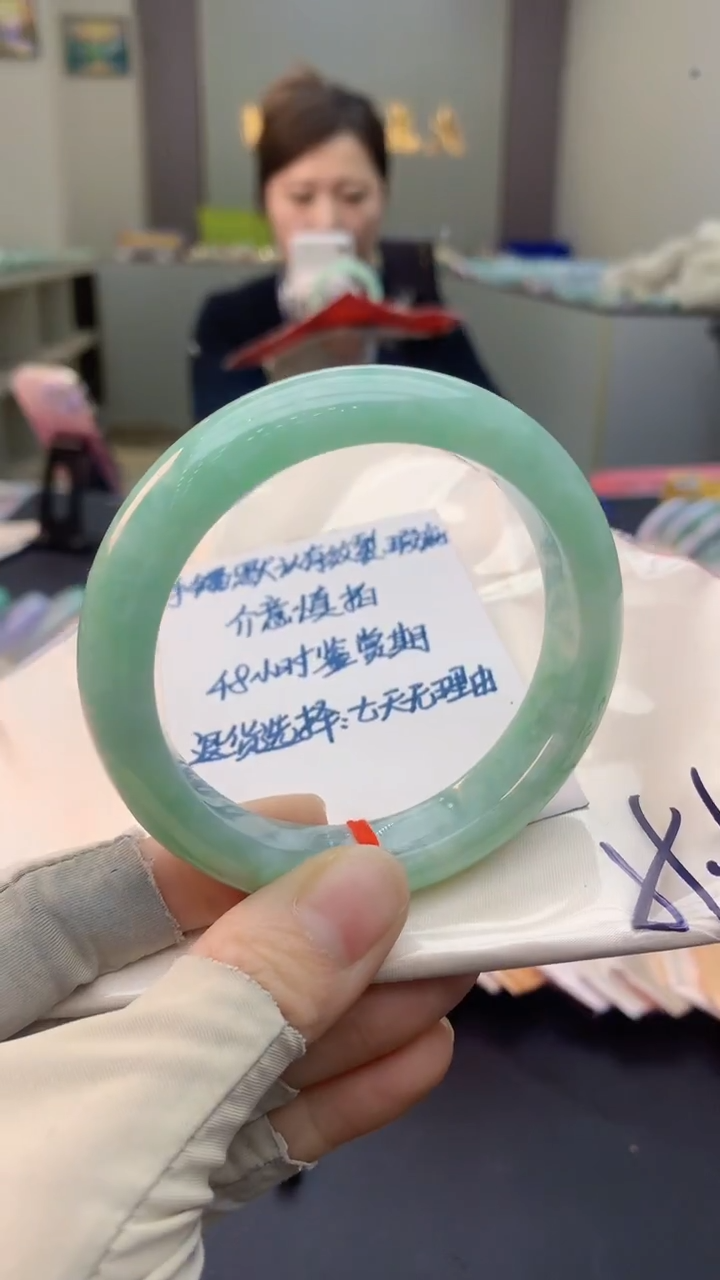 手镯默认有纹裂、瑕疵
介意慎拍
48小时鉴赏期
退货选择:七天无理由